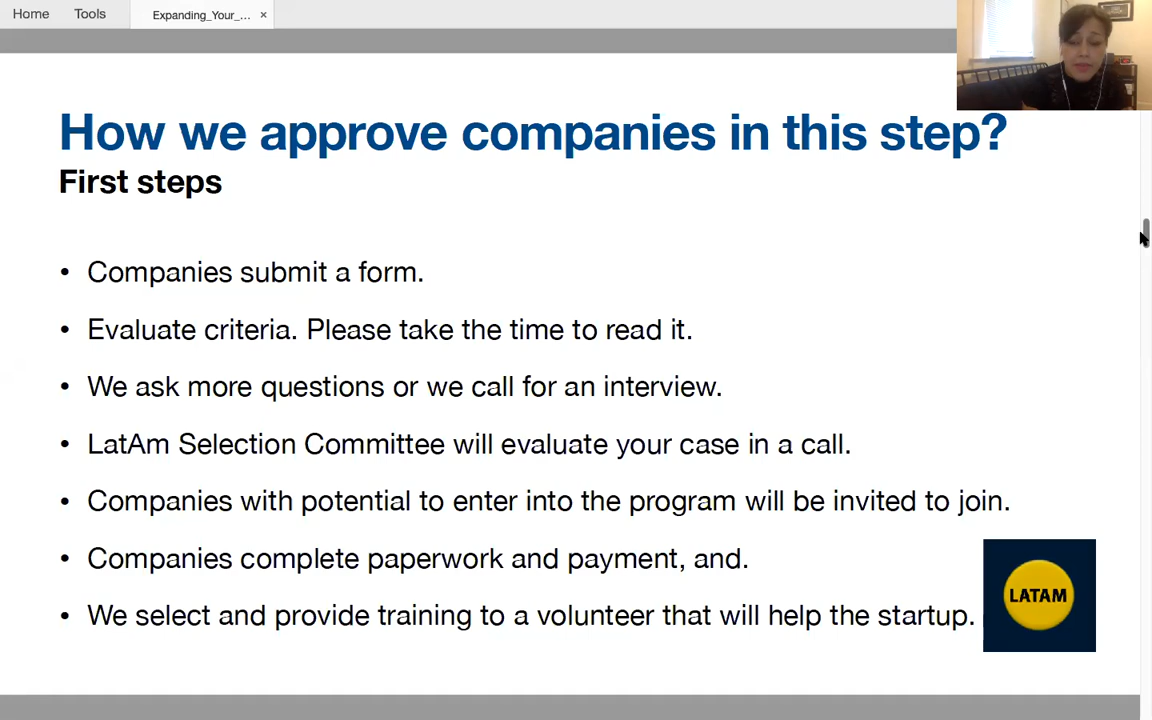 Home Tools Expanding_Your_... ×
How we approve companies in this step?
First steps
• Companies submit a form.
• Evaluate criteria. Please take the time to read it.
• We ask more questions or we call for an interview.
• LatAm Selection Committee will evaluate your case in a call.
• Companies with potential to enter into the program will be invited to join.
• Companies complete paperwork and payment, and.
• We select and provide training to a volunteer that will help the startup.
LATAM